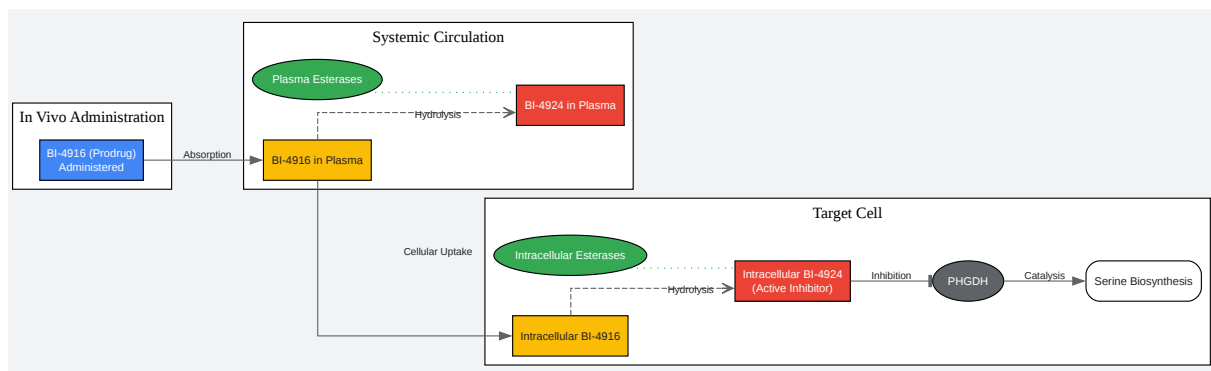 Systemic Circulation
Plasma Esterases
BI-4924 in Plasma
Hydrolysis
In Vivo Administration
BI-4916 (Prodrug)
Administered
Absorption
BI-4916 in Plasma
Cellular Uptake
Target Cell
Intracellular Esterases
Intracellular BI-4924
(Active Inhibitor)
Inhibition
PHGDH
Catalysis
Serine Biosynthesis
Hydrolysis
Intracellular BI-4916